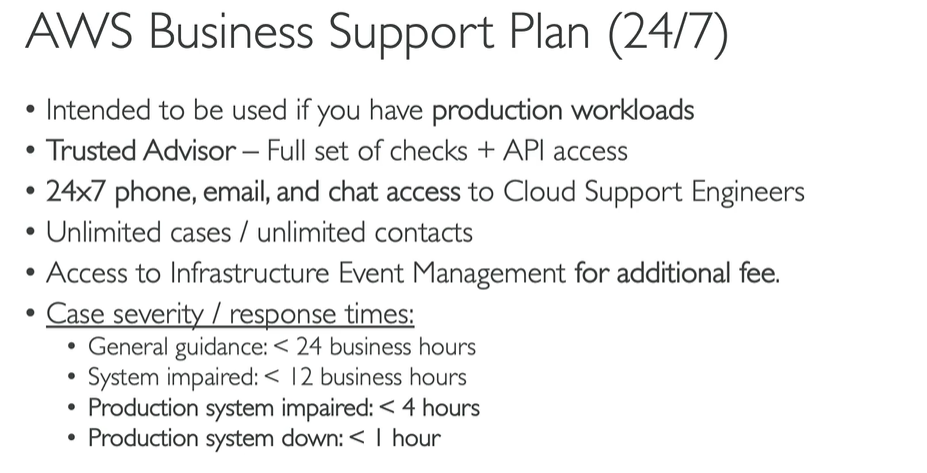 AWS Business Support Plan (24/7)
• Intended to be used if you have production workloads
• Trusted Advisor – Full set of checks + API access
• 24x7 phone, email, and chat access to Cloud Support Engineers
• Unlimited cases / unlimited contacts
• Access to Infrastructure Event Management for additional fee.
• Case severity / response times:
• General guidance: < 24 business hours
• System impaired: < 12 business hours
• Production system impaired: < 4 hours
• Production system down: < 1 hour